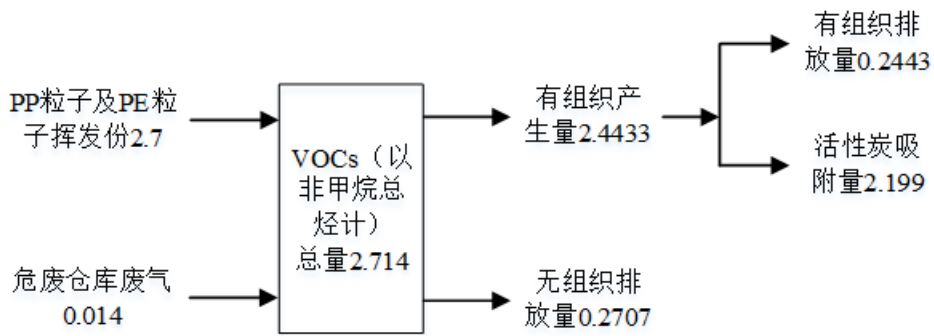 PP粒子及PE粒
子挥发份2.7
危废仓库废气
0.014
VOCs（以
非甲烷总
烃计）
总量2.714
有组织产
生量2.4433
无组织排
放量0.2707
有组织排
放量0.2443
活性炭吸
附量2.199